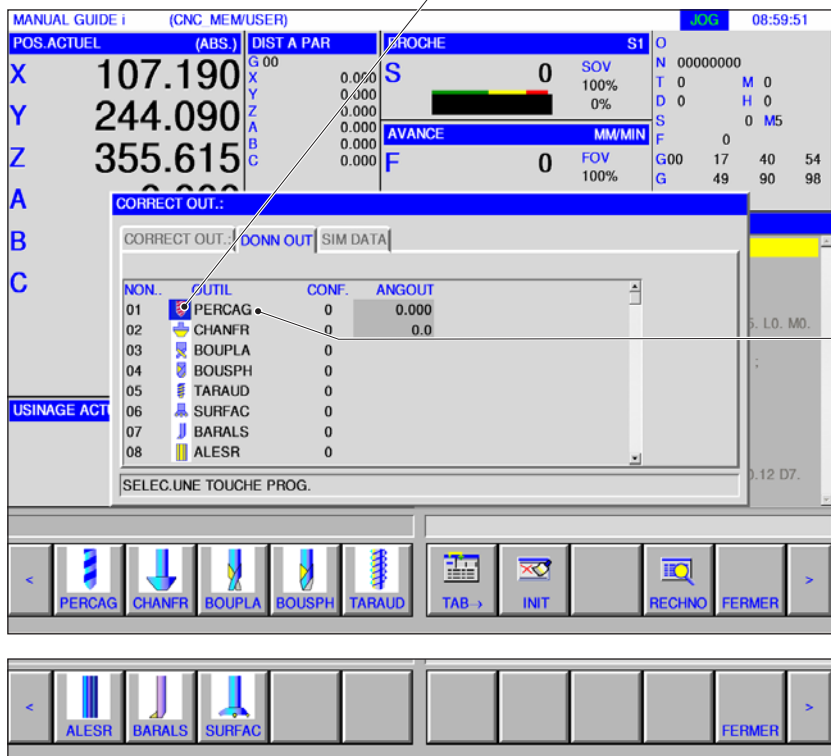 MANUAL GUIDE i (CNC_MEM/USER) JOG 08:59:51
POS.ACTUEL (ABS.) DIST A PAR BROCHE S1 O
N 00000000
X 107.190 G 00 X 0.000 S 0 SOV 100% 0% T 0 M 0
Y 244.090 Y 0.000 Z 0.000 D 0 H 0
S 0 M5
A 0.000 AVANCE MM/MIN F 0
Z 355.615 B 0.000 C 0.000 F 0 FOV 100% G00 17 40 54
G 49 90 98
A
CORRECT OUT.:
B CORRECT OUT.: DONN OUT SIM DATA
C
NON.. OUTIL CONF. ANGOUT
01 PERCAG 0 0.000
02 CHANFR 0 0.0 L0. M0.
03 BOUPLA 0
04 BOUSPH 0 ;
05 TARAUD 0
USINAGE ACT 06 SURFAC 0
07 BARALS 0
08 ALESR 0
.12 D7.
SELEC.UNE TOUCHE PROG.
< PERCAG CHANFR BOUPLA BOUSPH TARAUD TAB→ INIT RECHNO FERMER >
< ALESR BARALS SURFAC FERMER >